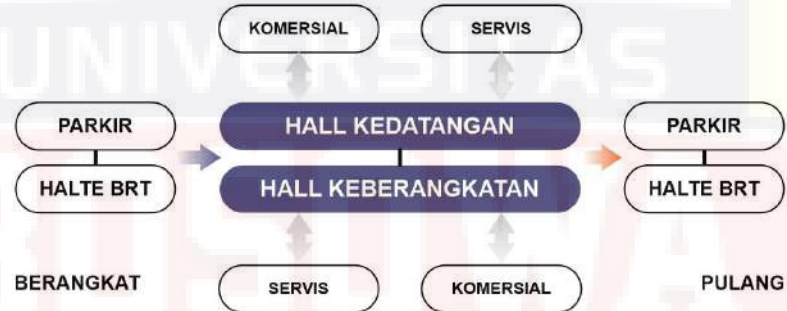 KOMERSIAL
SERVIS
PARKIR
HALL KEDATANGAN
PARKIR
HALTE BRT
HALL KEBERANGKATAN
HALTE BRT
BERANGKAT
SERVIS
KOMERSIAL
PULANG
UNIVERSITAS